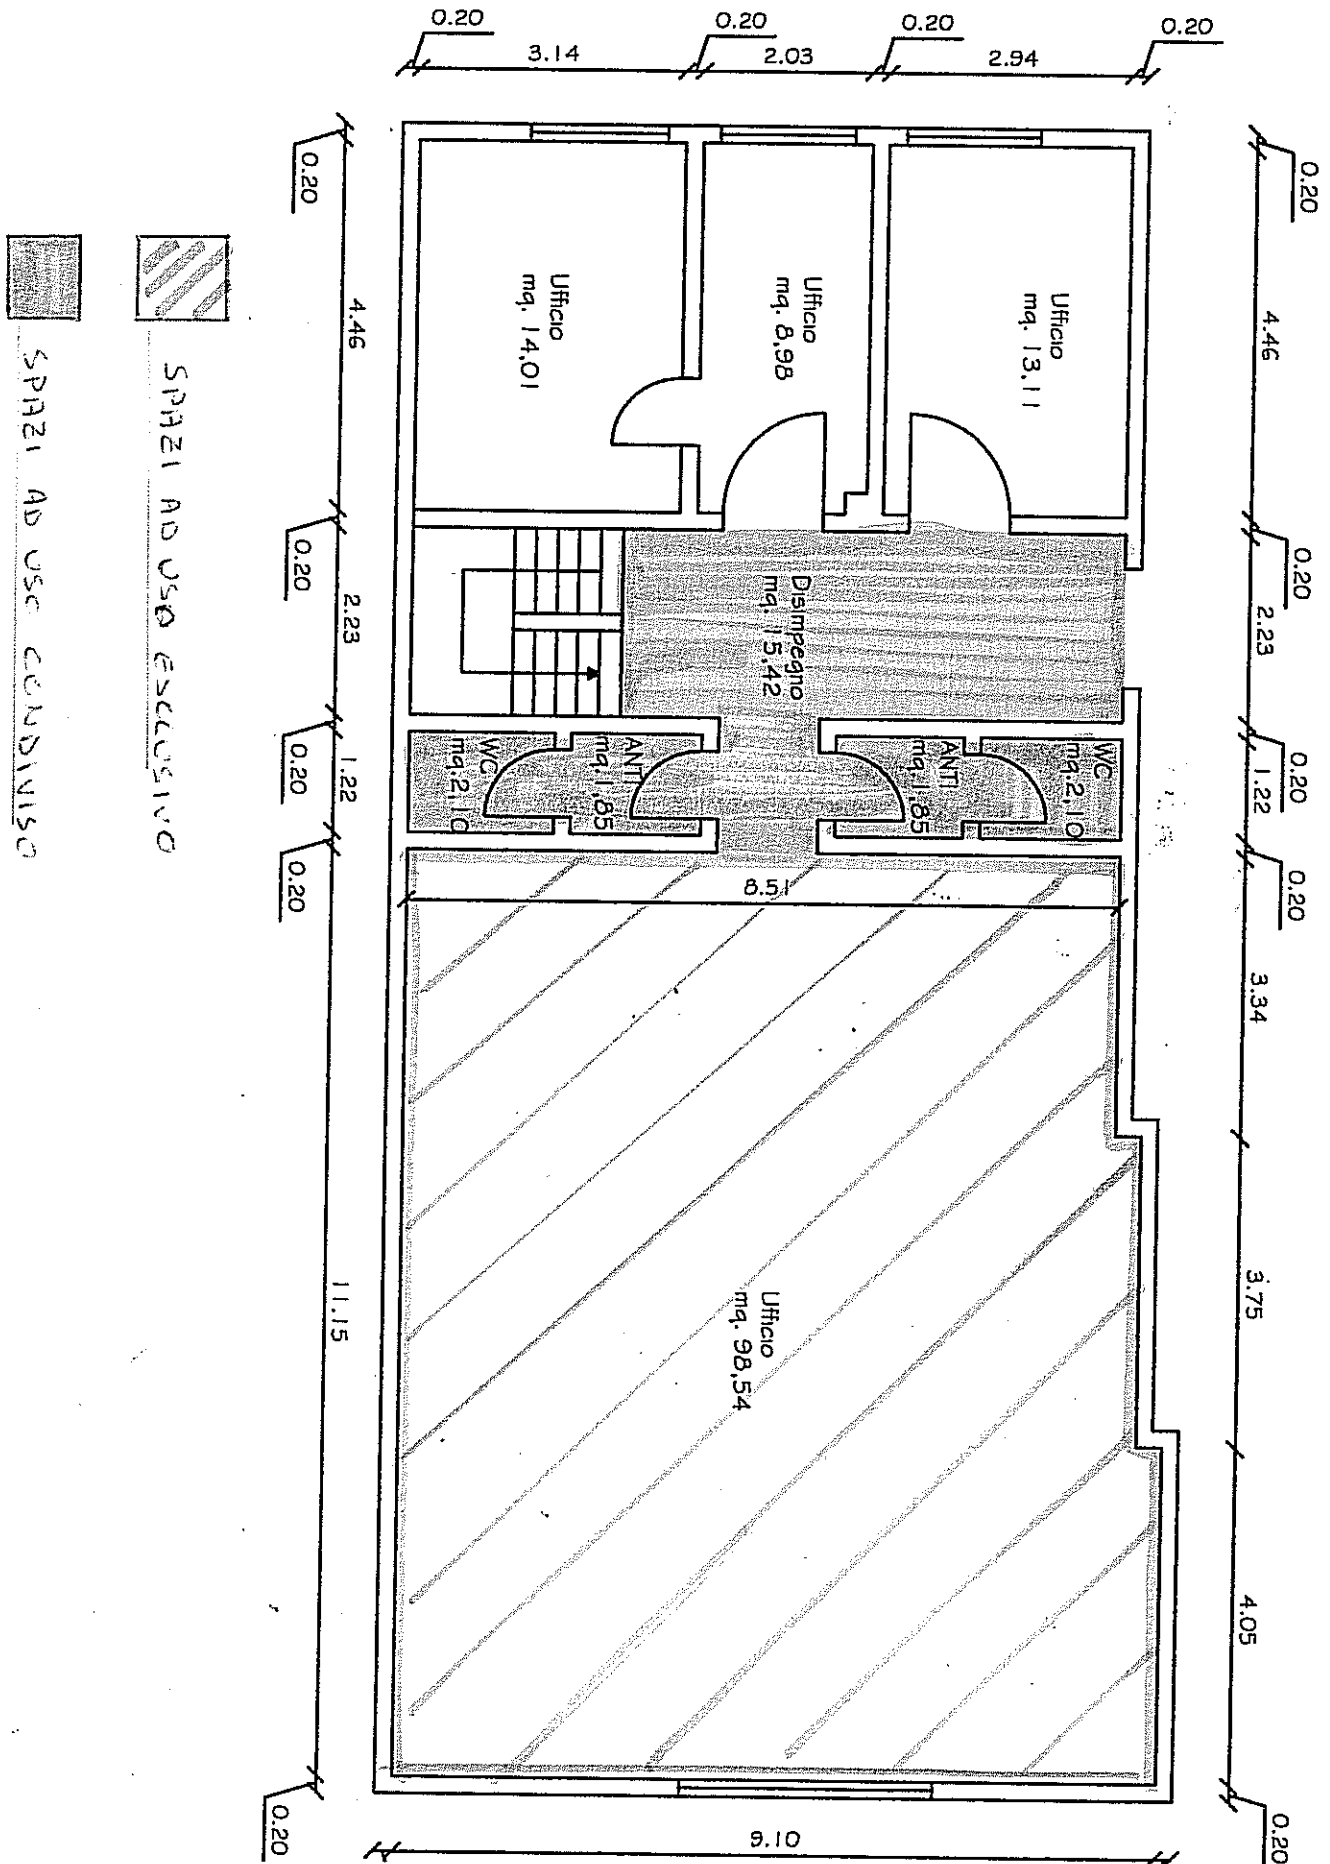 0.20
0.20
0.20
0.20
3.14
2.03
2.94
0.20
0.20
4.46
4.46
Ufficio
mq. 14,01
Ufficio
mq. 8,98
Ufficio
mq. 13,11
0.20
0.20
2.23
2.23
Disimpegno
mq. 15,42
0.20
0.20
1.22
1.22
WC
mq.2,10
ANTI
mq.1,85
ANTI
mq.1,85
WC
mq.2,10
0.20
0.20
8.51
3.34
3.75
4.05
11.15
Ufficio
mq. 98,54
0.20
0.20
9.10
SPAZI AD USO ESCLUSIVO
SPAZI AD USO CONDIVISO